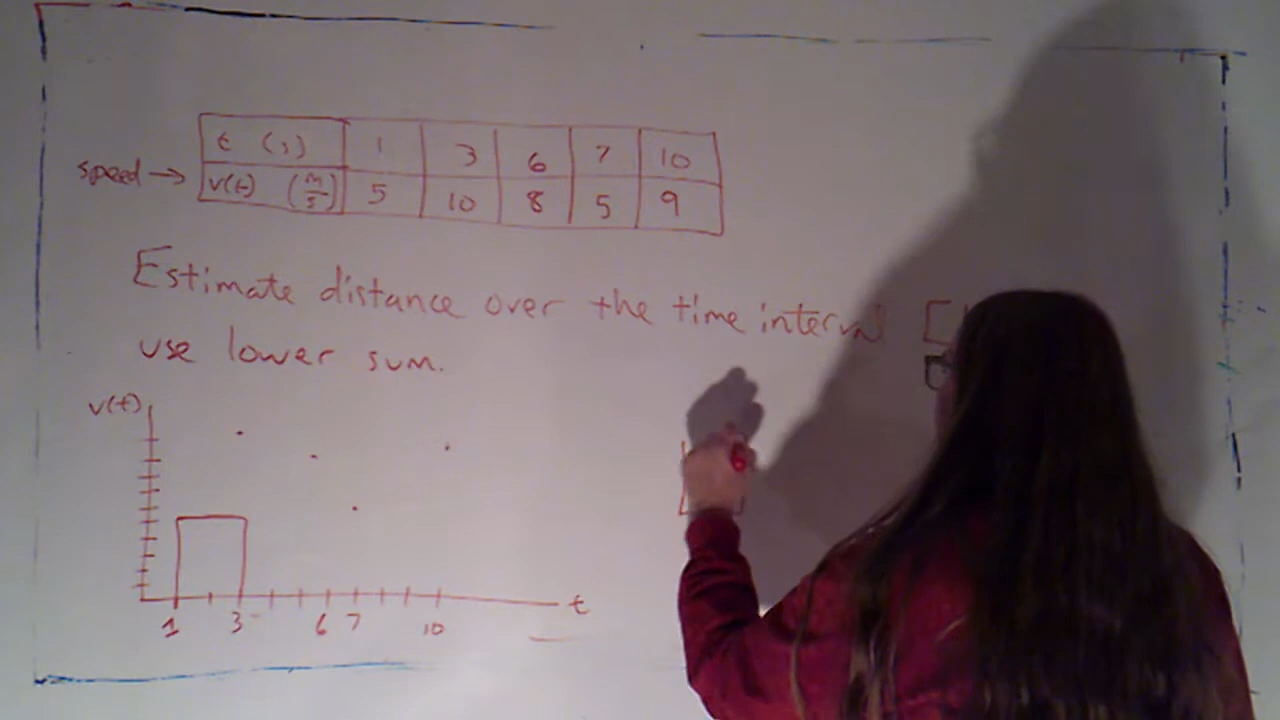 t (s) 1 3 6 7 10
speed → v(t) (m/s) 5 10 8 5 9
Estimate distance over the time interval [
use lower sum.
v(t)
t
1 3 6 7 10